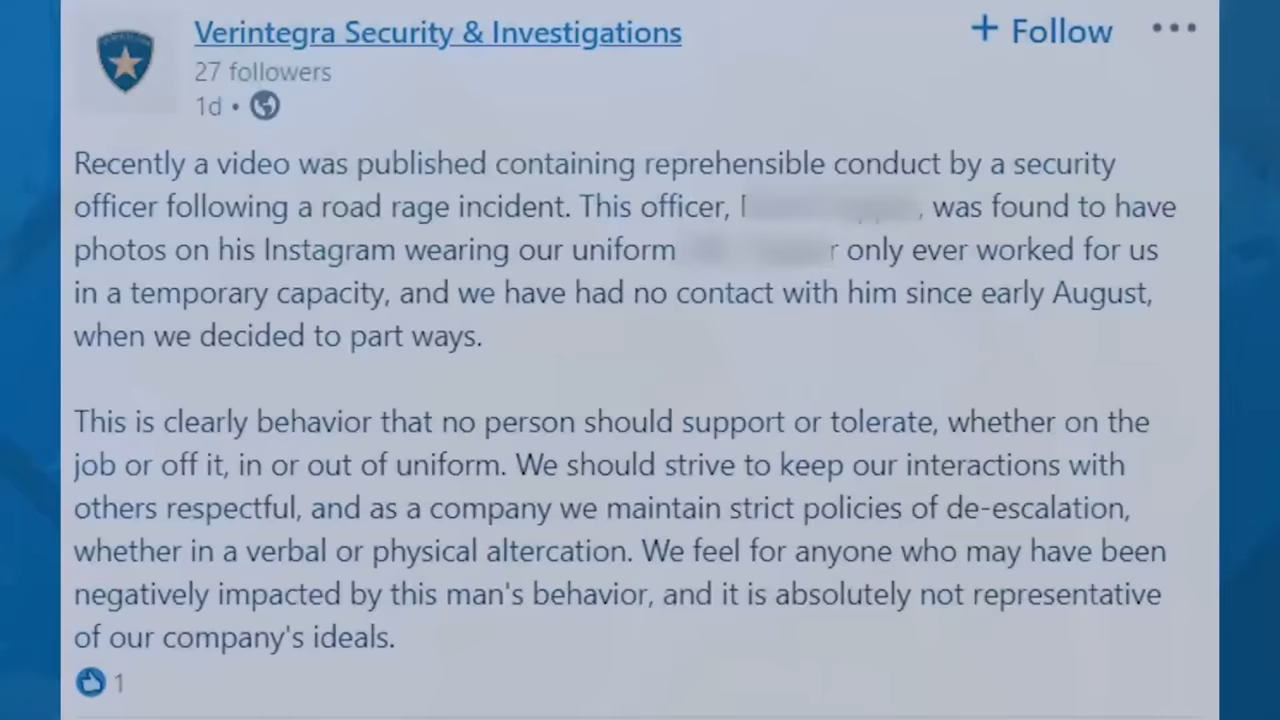 Verintegra Security & Investigations
+ Follow
27 followers
1d •
Recently a video was published containing reprehensible conduct by a security
officer following a road rage incident. This officer, , was found to have
photos on his Instagram wearing our uniform only ever worked for us
in a temporary capacity, and we have had no contact with him since early August,
when we decided to part ways.
This is clearly behavior that no person should support or tolerate, whether on the
job or off it, in or out of uniform. We should strive to keep our interactions with
others respectful, and as a company we maintain strict policies of de-escalation,
whether in a verbal or physical altercation. We feel for anyone who may have been
negatively impacted by this man's behavior, and it is absolutely not representative
of our company's ideals.
1